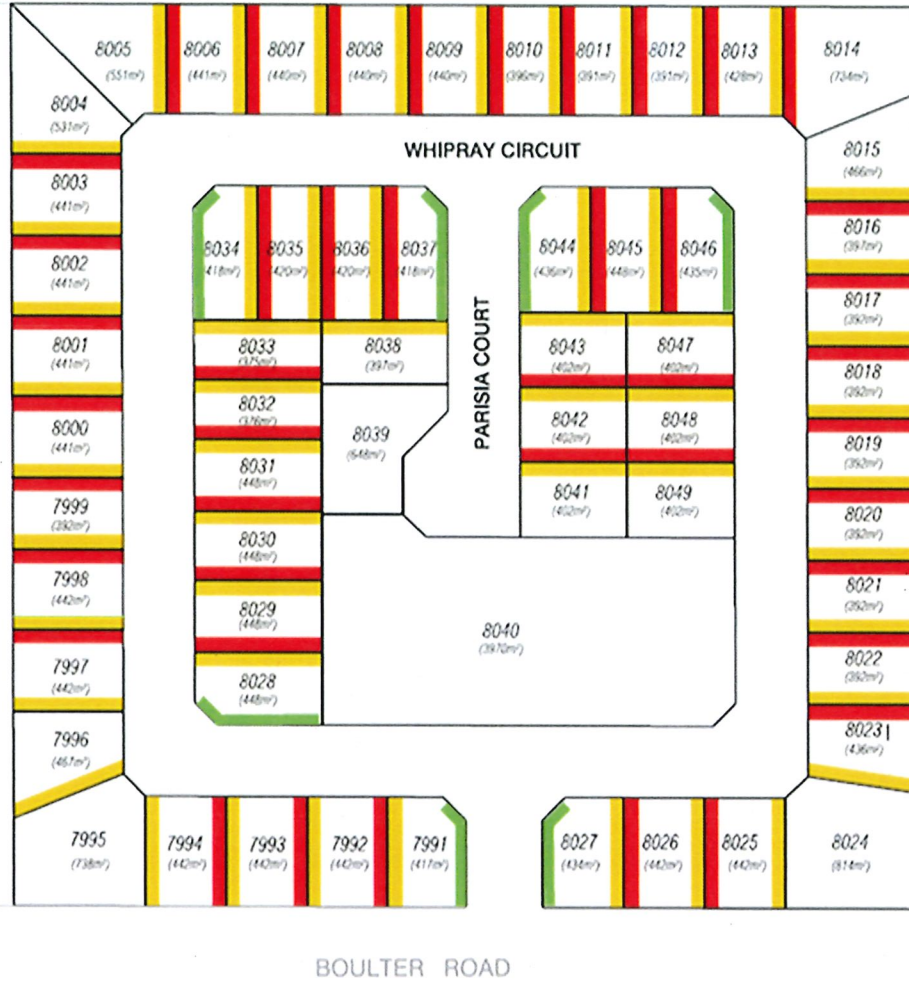 8005 8006 8007 8008 8009 8010 8011 8012 8013 8014
(551m²) (441m²) (440m²) (440m²) (440m²) (396m²) (391m²) (391m²) (428m²) (734m²)
8004
(531m²)
WHIPRAY CIRCUIT
8015
(466m²)
8003
(441m²)
8016
(397m²)
8034 8035 8036 8037 8044 8045 8046
(418m²) (420m²) (420m²) (418m²) (436m²) (448m²) (435m²)
8002
(441m²)
8017
(392m²)
PARISIA COURT
8001
(441m²)
8033 8038 8043 8047
(375m²) (397m²) (402m²) (402m²)
8018
(392m²)
8000
(441m²)
8032
(376m²)
8039
(648m²)
8042 8048
(402m²) (402m²)
8019
(392m²)
7999
(392m²)
8031
(448m²)
8041 8049
(402m²) (402m²)
8020
(392m²)
7998
(442m²)
8030
(448m²)
8021
(392m²)
7997
(442m²)
8029
(448m²)
8040
(3970m²)
8022
(392m²)
7996
(467m²)
8028
(448m²)
8023
(436m²)
7995 7994 7993 7992 7991 8027 8026 8025 8024
(738m²) (442m²) (442m²) (442m²) (417m²) (434m²) (442m²) (442m²) (814m²)
BOULTER ROAD